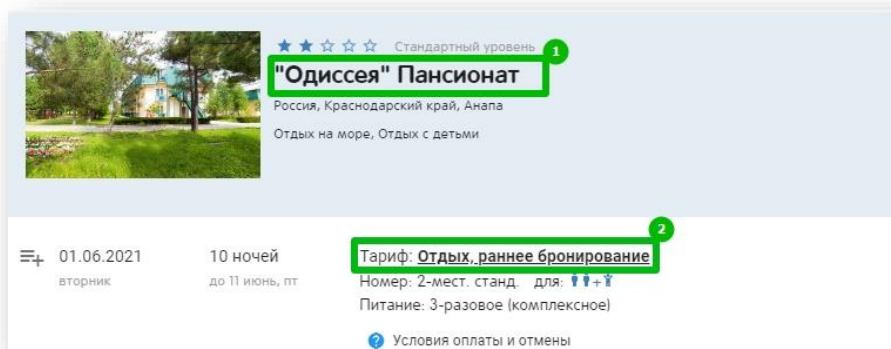 Стандартный уровень
1
"Одиссея" Пансионат
Россия, Краснодарский край, Анапа
Отдых на море, Отдых с детьми
2
01.06.2021 10 ночей Тариф: Отдых, раннее бронирование
вторник до 11 июнь, пт Номер: 2-мест. станд. для: +
Питание: 3-разовое (комплексное)
? Условия оплаты и отмены